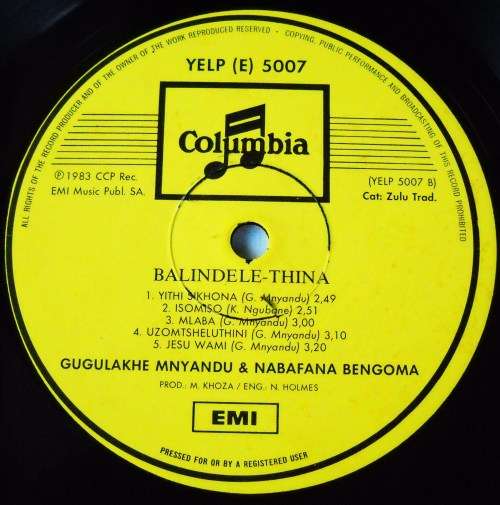 ALL RIGHTS OF THE RECORD PRODUCER AND OF THE OWNER OF THE WORK REPRODUCED RESERVED - COPYING, PUBLIC PERFORMANCE AND BROADCASTING OF THIS RECORD PROHIBITED
YELP (E) 5007
Columbia
℗1983 CCP Rec.
EMI Music Publ. SA.
(YELP 5007 B)
Cat: Zulu Trad.
BALINDELE-THINA
1. YITHI SIKHONA (G. Mnyandu) 2,49
2. ISOMISO (K. Ngubane) 2,51
3. MLABA (G. Mnyandu) 3,00
4. UZOMTSHELUTHINI (G. Mnyandu) 3,10
5. JESU WAMI (G. Mnyandu) 3,20
GUGULAKHE MNYANDU & NABAFANA BENGOMA
PROD: M. KHOZA / ENG: N. HOLMES
EMI
PRESSED FOR OR BY A REGISTERED USER